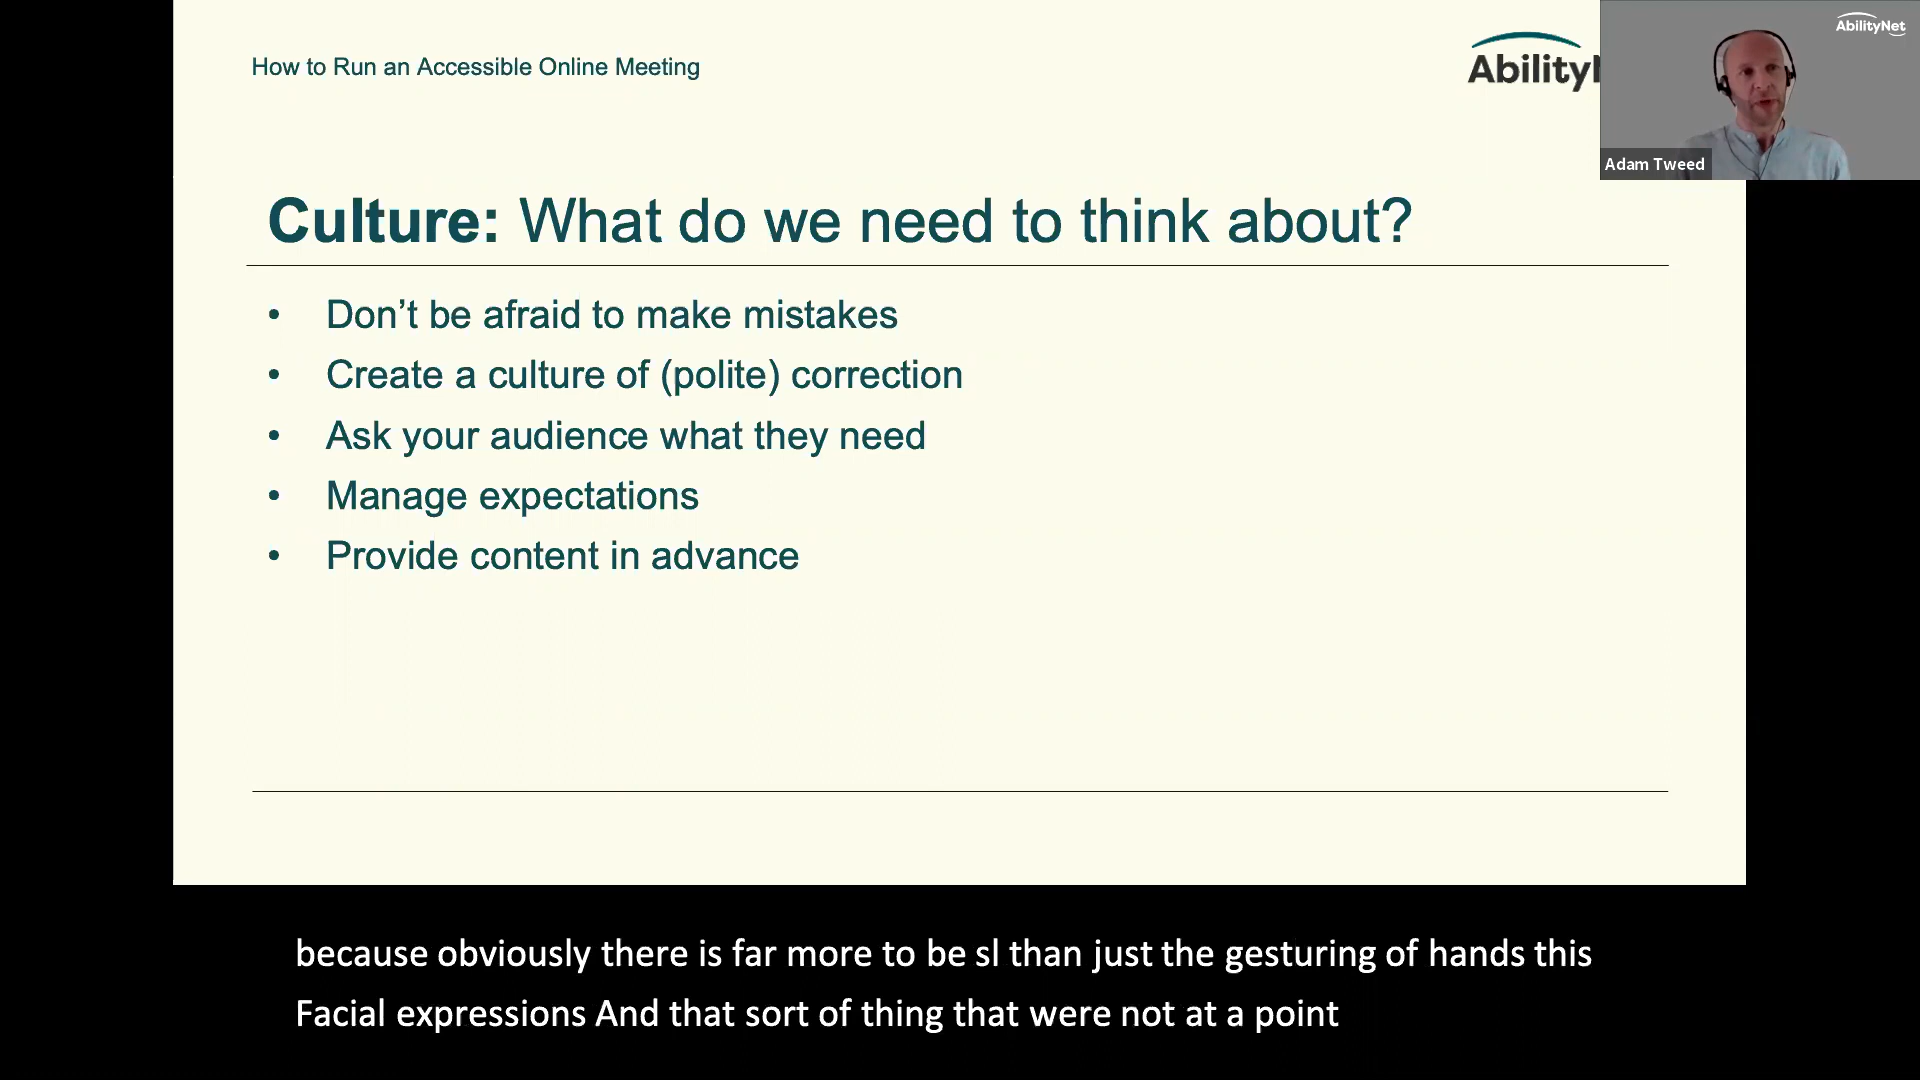 How to Run an Accessible Online Meeting
Ability
AbilityNet
Adam Tweed
Culture: What do we need to think about?
• Don’t be afraid to make mistakes
• Create a culture of (polite) correction
• Ask your audience what they need
• Manage expectations
• Provide content in advance
because obviously there is far more to be sl than just the gesturing of hands this
Facial expressions And that sort of thing that were not at a point